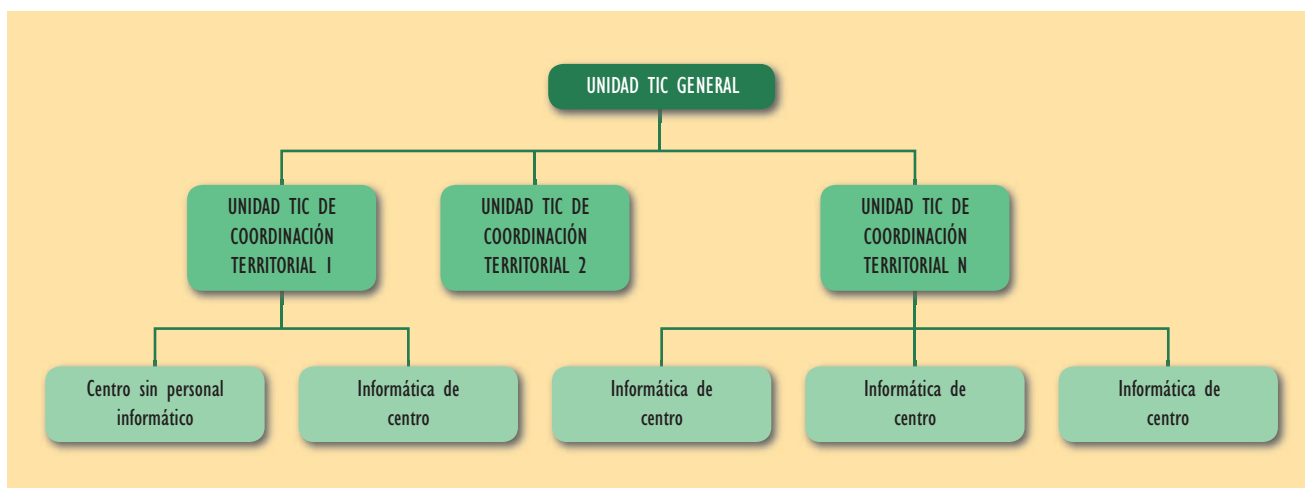 UNIDAD TIC GENERAL
UNIDAD TIC DE
COORDINACIÓN
TERRITORIAL 1
UNIDAD TIC DE
COORDINACIÓN
TERRITORIAL 2
UNIDAD TIC DE
COORDINACIÓN
TERRITORIAL N
Centro sin personal
informático
Informática de
centro
Informática de
centro
Informática de
centro
Informática de
centro